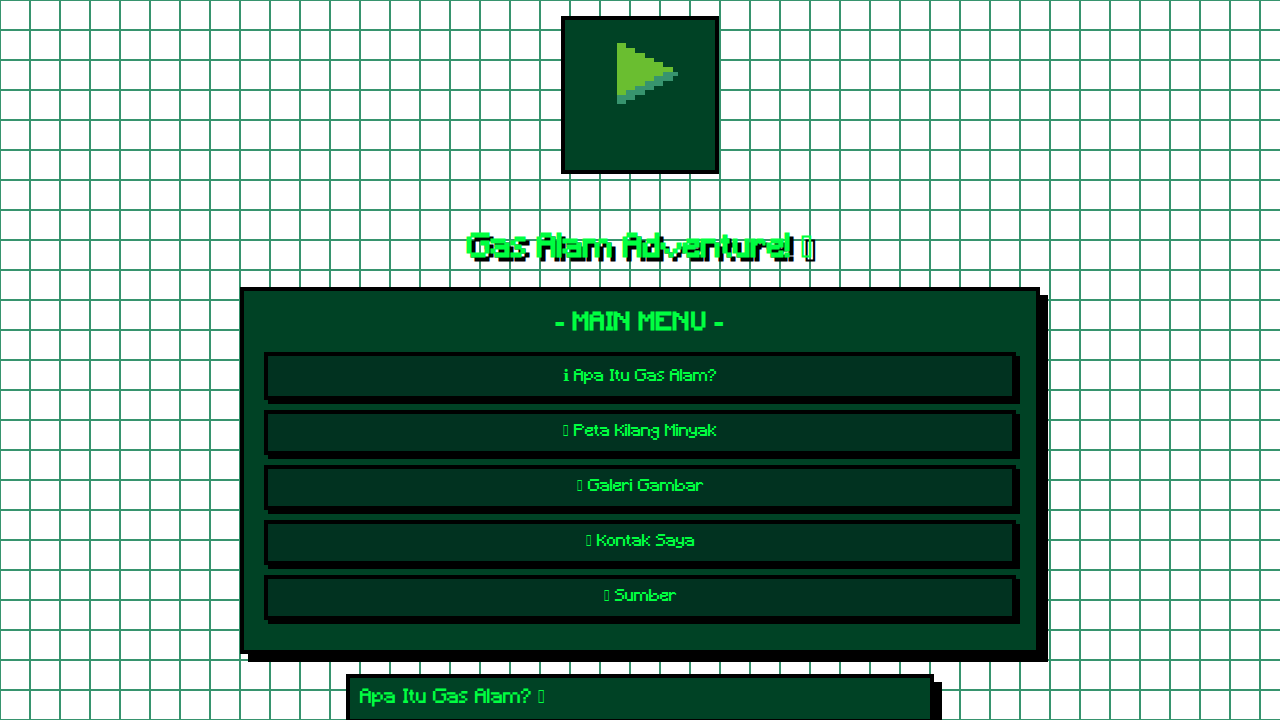 Gas Alam Adventure!
- MAIN MENU -
ℹ Apa Itu Gas Alam?
Peta Kilang Minyak
Galeri Gambar
Kontak Saya
Sumber
Apa Itu Gas Alam?